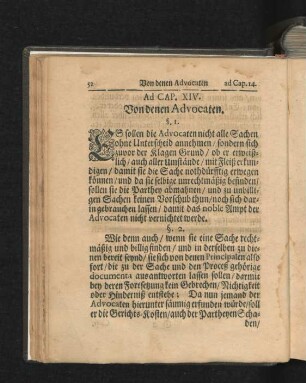 52 Von denen Advocaten ad Cap. 14.
Ad CAP. XIV.
Von denen Advocaten.
§. 1.
ES sollen die Advocaten nicht alle Sachen
ohne Unterscheid annehmen / sondern sich
zuvor der Klagen Grund / ob er erweiß-
lich / auch aller Umstände / mit Fleiß erkun-
digen / damit sie die Sache nothdürfftig erwegen
können / und da sie selbige unrechtmäßig befinden /
sollen sie die Parthey abmahnen / und zu unbilli-
gen Sachen keinen Vorschub thun / noch sich dar-
in gebrauchen lassen / damit das nobile Ampt der
Advocaten nicht vernichtet werde.
§. 2.
Wie denn auch / wenn sie eine Sache recht-
mäßig und billig finden / und in derselben zu die-
nen bereit seynd / sie sich von denen Principalen also
fort / die zu der Sache und den Proceß gehörige
documenta ausantworten lassen sollen / darmit
bey deren Fortsetzung kein Gebrechen / Nichtigkeit
oder Hinderniß entstehe; Da nun jemand der
Advocaten hierunter säumig erfunden würde / soll
er die Gerichts-Kosten / auch der Partheyen Scha-
den /